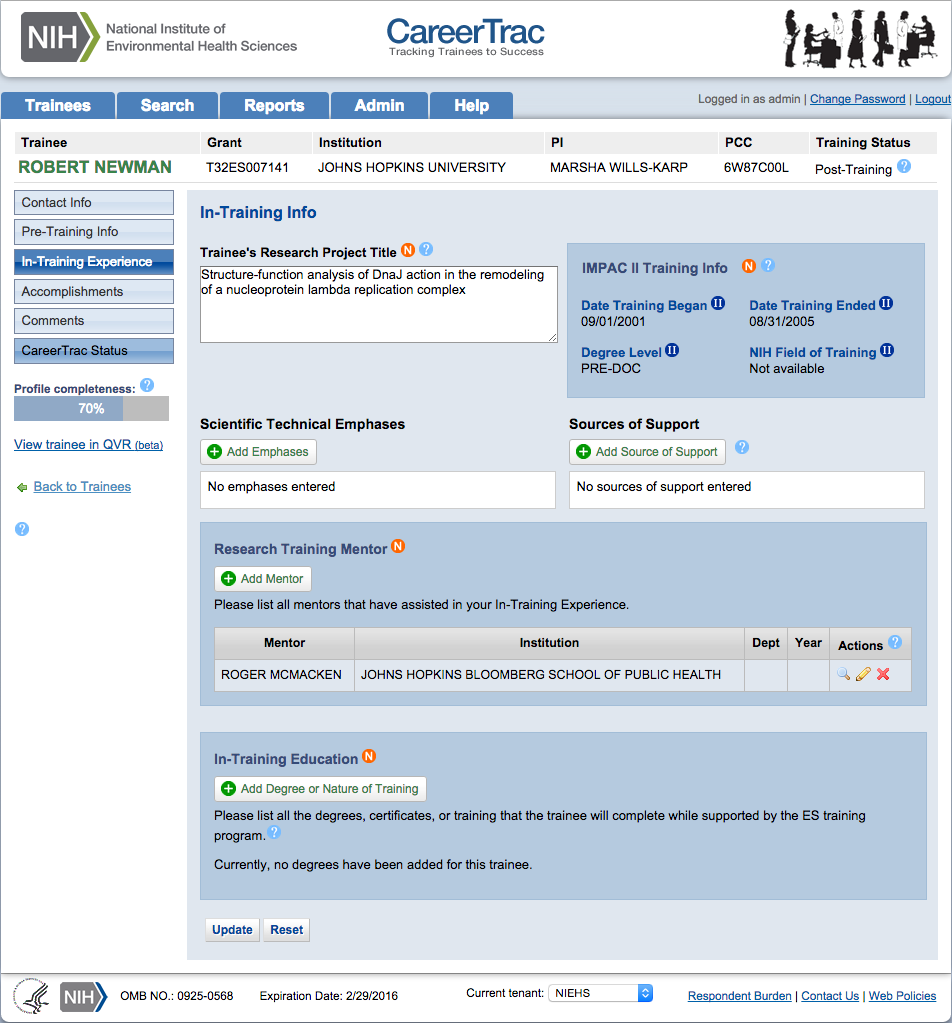 NIH National Institute of
Environmental Health Sciences
CareerTrac
Tracking Trainees to Success
Trainees Search Reports Admin Help
Logged in as admin | Change Password | Logout
Trainee Grant Institution PI PCC Training Status
ROBERT NEWMAN T32ES007141 JOHNS HOPKINS UNIVERSITY MARSHA WILLS-KARP 6W87C00L Post-Training ?
Contact Info
Pre-Training Info
In-Training Experience
Accomplishments
Comments
CareerTrac Status
Profile completeness: ?
70%
View trainee in QVR (beta)
Back to Trainees
?
In-Training Info
Trainee's Research Project Title N ?
Structure-function analysis of DnaJ action in the remodeling
of a nucleoprotein lambda replication complex
IMPAC II Training Info N ?
Date Training Began II Date Training Ended II
09/01/2001 08/31/2005
Degree Level II NIH Field of Training II
PRE-DOC Not available
Scientific Technical Emphases
Add Emphases
No emphases entered
Sources of Support
Add Source of Support ?
No sources of support entered
Research Training Mentor N
Add Mentor
Please list all mentors that have assisted in your In-Training Experience.
Mentor Institution Dept Year Actions ?
ROGER MCMACKEN JOHNS HOPKINS BLOOMBERG SCHOOL OF PUBLIC HEALTH
In-Training Education N
Add Degree or Nature of Training
Please list all the degrees, certificates, or training that the trainee will complete while supported by the ES training
program. ?
Currently, no degrees have been added for this trainee.
Update Reset
NIH OMB NO.: 0925-0568 Expiration Date: 2/29/2016 Current tenant: NIEHS Respondent Burden | Contact Us | Web Policies